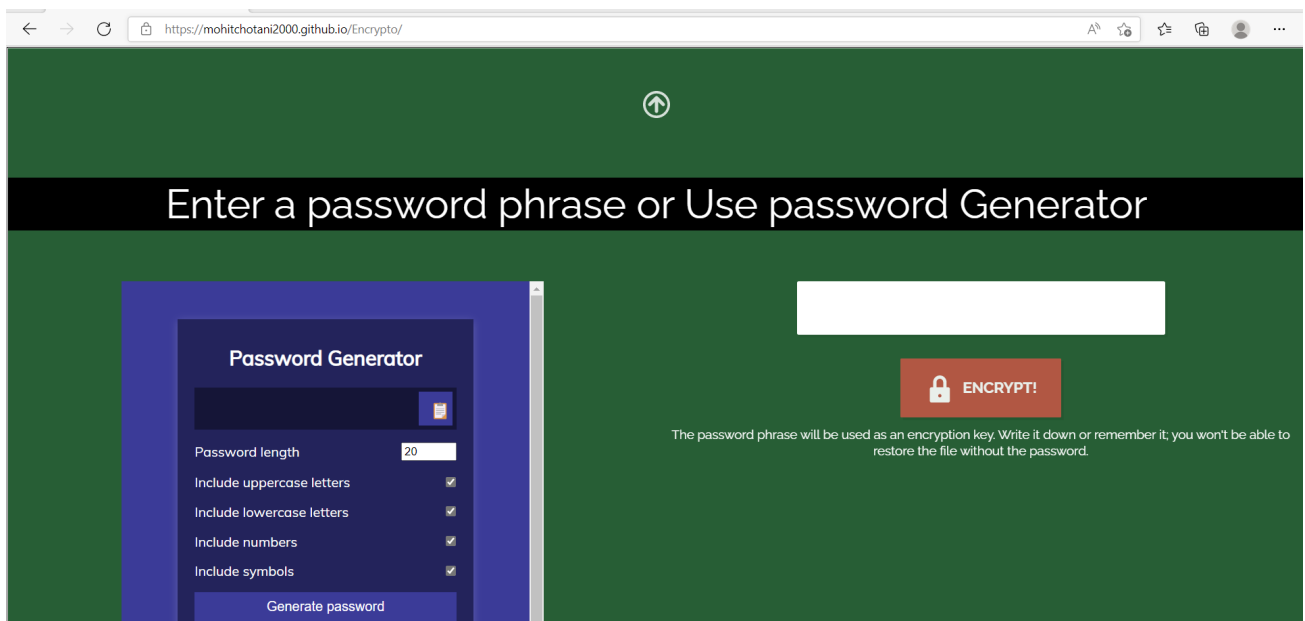 https://mohitchotani2000.github.io/Encrypto/
Enter a password phrase or Use password Generator
Password Generator
Password length 20
Include uppercase letters
Include lowercase letters
Include numbers
Include symbols
Generate password
ENCRYPT!
The password phrase will be used as an encryption key. Write it down or remember it; you won't be able to
restore the file without the password.